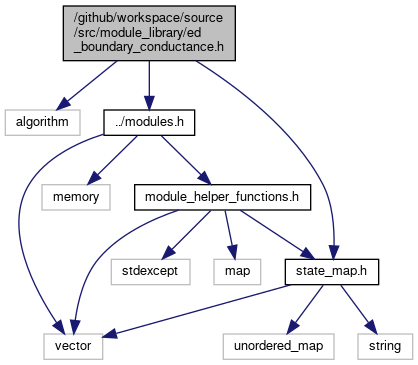 /github/workspace/source
/src/module_library/ed
_boundary_conductance.h
algorithm
../modules.h
memory
module_helper_functions.h
stdexcept
map
state_map.h
vector
unordered_map
string